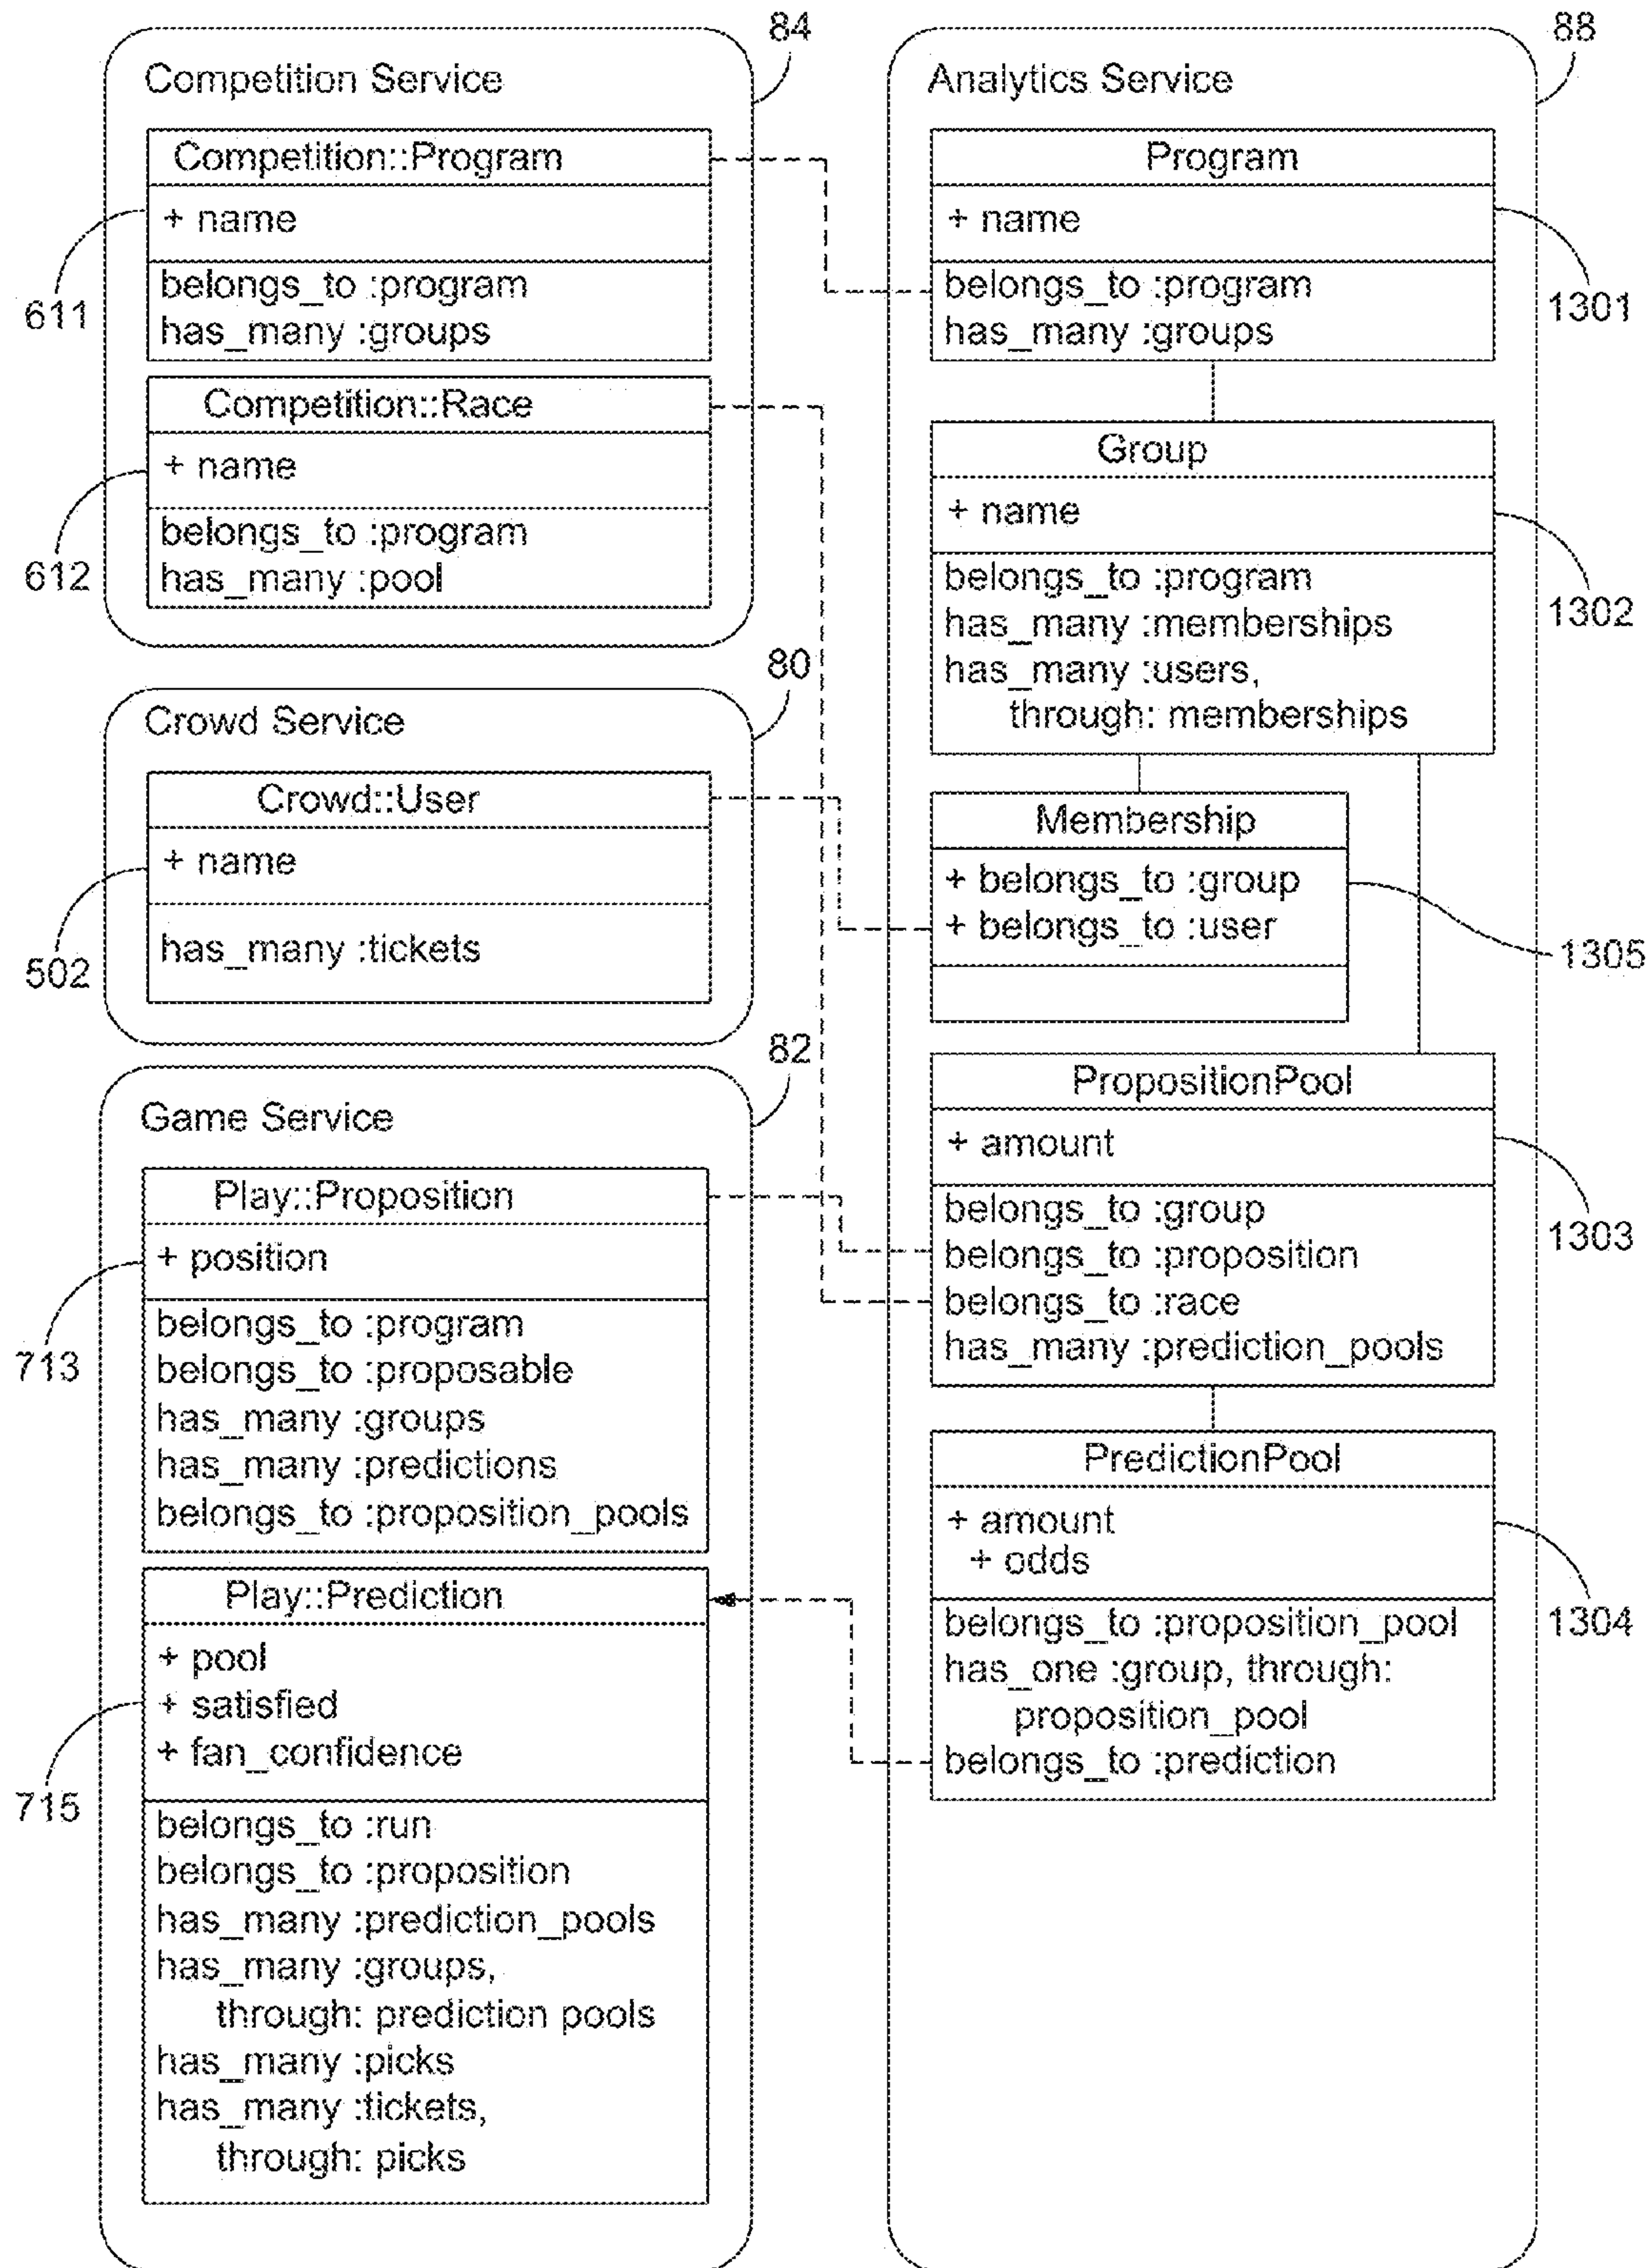 84
Competition Service
Competition::Program
+ name
belongs_to :program
has_many :groups
611
Competition::Race
+ name
belongs_to :program
has_many :pool
612
80
Crowd Service
Crowd::User
+ name
has_many :tickets
502
82
Game Service
Play::Proposition
+ position
belongs_to :program
belongs_to :proposable
has_many :groups
has_many :predictions
belongs_to :proposition_pools
713
Play::Prediction
+ pool
+ satisfied
+ fan_confidence
belongs_to :run
belongs_to :proposition
has_many :prediction_pools
has_many :groups,
through: prediction pools
has_many :picks
has_many :tickets,
through: picks
715
88
Analytics Service
Program
+ name
belongs_to :program
has_many :groups
1301
Group
+ name
belongs_to :program
has_many :memberships
has_many :users,
through: memberships
1302
Membership
+ belongs_to :group
+ belongs_to :user
1305
PropositionPool
+ amount
belongs_to :group
belongs_to :proposition
belongs_to :race
has_many :prediction_pools
1303
PredictionPool
+ amount
+ odds
belongs_to :proposition_pool
has_one :group, through:
proposition_pool
belongs_to :prediction
1304